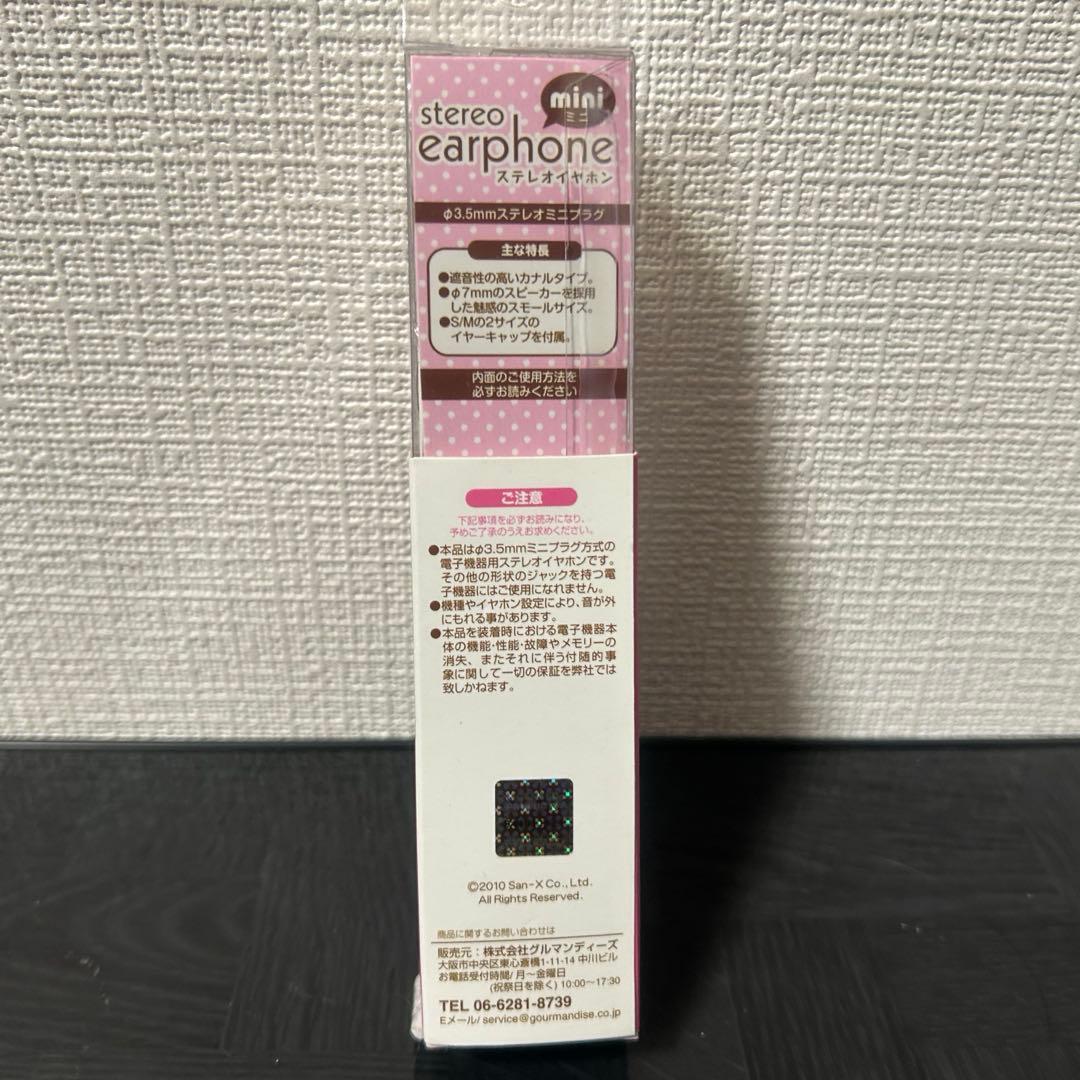 mini
ミニ
stereo
earphone
ステレオイヤホン
φ3.5mmステレオミニプラグ
主な特長
●遮音性の高いカナルタイプ。
●φ7mmのスピーカーを採用
した魅惑のスモールサイズ。
●S/Mの2サイズの
イヤーキャップを付属。
内面のご使用方法を
必ずお読みください
ご注意
下記事項を必ずお読みになり、
予めご了承のうえお求めください。
●本品はφ3.5mmミニプラグ方式の
電子機器用ステレオイヤホンです。
その他の形状のジャックを持つ電
子機器にはご使用になれません。
●機種やイヤホン設定により、音が外
にもれる事があります。
●本品を装着時における電子機器本
体の機能・性能・故障やメモリーの
消失、またそれに伴う付随的事
象に関して一切の保証を弊社では
致しかねます。
©2010 San-X Co., Ltd.
All Rights Reserved.
商品に関するお問い合わせは
販売元：株式会社グルマンディーズ
大阪市中央区東心斎橋1-11-14 中川ビル
お電話受付時間/ 月〜金曜日
(祝祭日を除く) 10:00〜17:30
TEL 06-6281-8739
Eメール/ service@gourmandise.co.jp